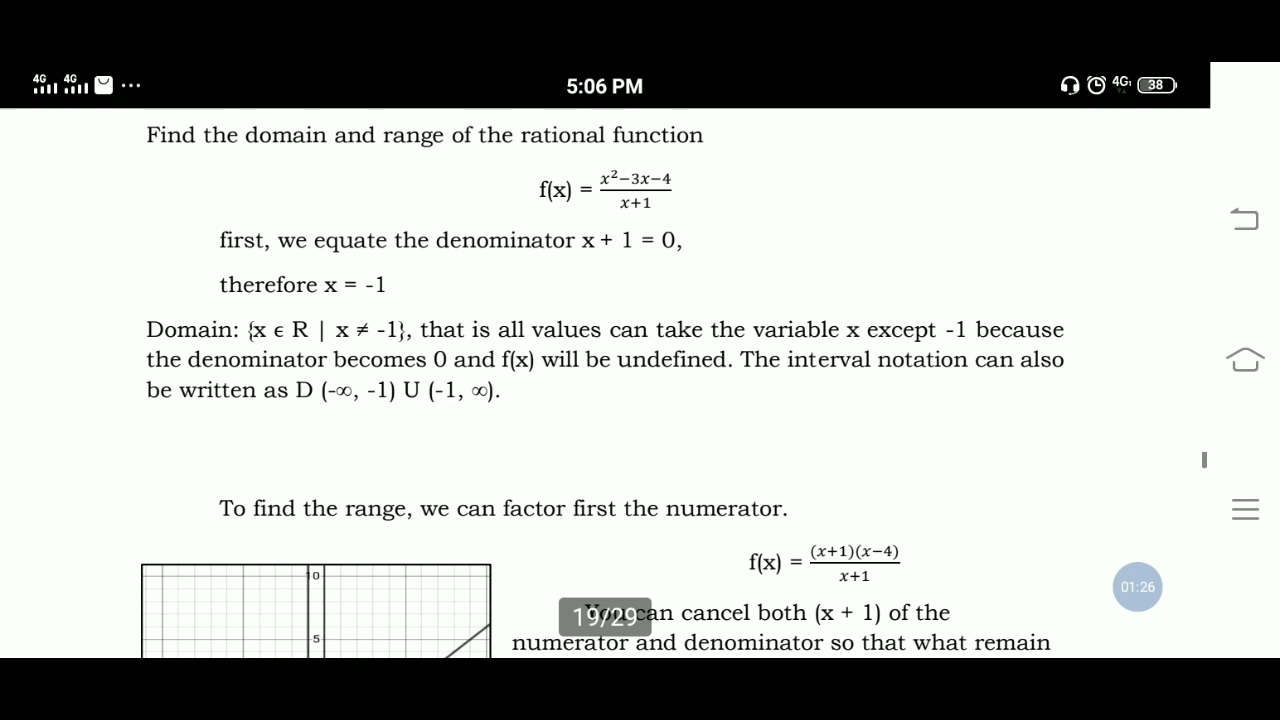 4G 4G ... 5:06 PM 4G 38
Find the domain and range of the rational function
f(x) = x²−3x−4 / x+1
first, we equate the denominator x + 1 = 0,
therefore x = -1
Domain: {x ϵ R | x ≠ -1}, that is all values can take the variable x except -1 because
the denominator becomes 0 and f(x) will be undefined. The interval notation can also
be written as D (-∞, -1) U (-1, ∞).
To find the range, we can factor first the numerator.
f(x) = (x+1)(x−4) / x+1
10
01:26
19/29
can cancel both (x + 1) of the
5
numerator and denominator so that what remain